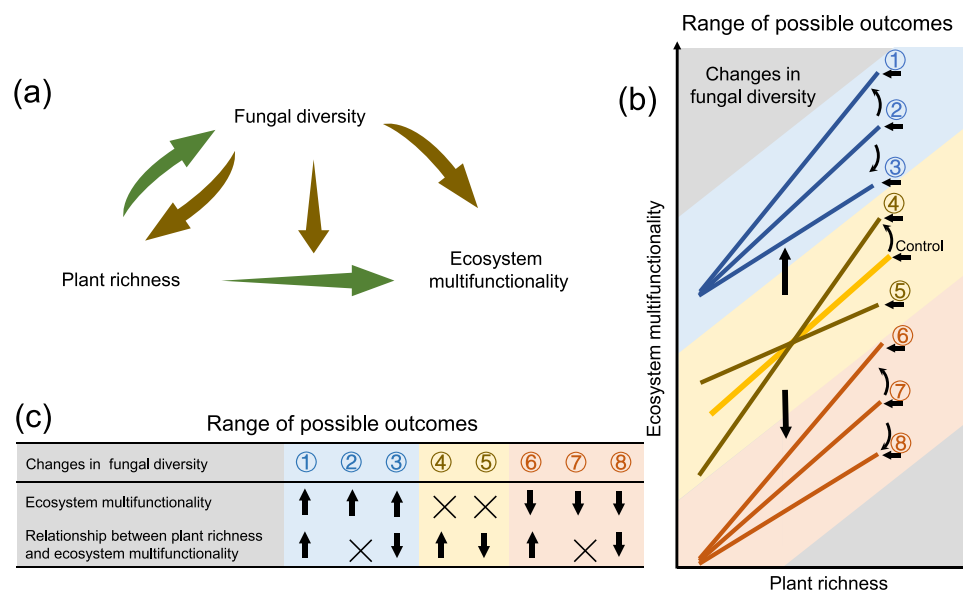 (a)
Fungal diversity
Plant richness
Ecosystem
multifunctionality
(b)
Range of possible outcomes
Changes in
fungal diversity
①
②
③
④
Control
⑤
⑥
⑦
⑧
Ecosystem multifunctionality
Plant richness
(c)
Range of possible outcomes
Changes in fungal diversity ① ② ③ ④ ⑤ ⑥ ⑦ ⑧
Ecosystem multifunctionality
Relationship between plant richness
and ecosystem multifunctionality